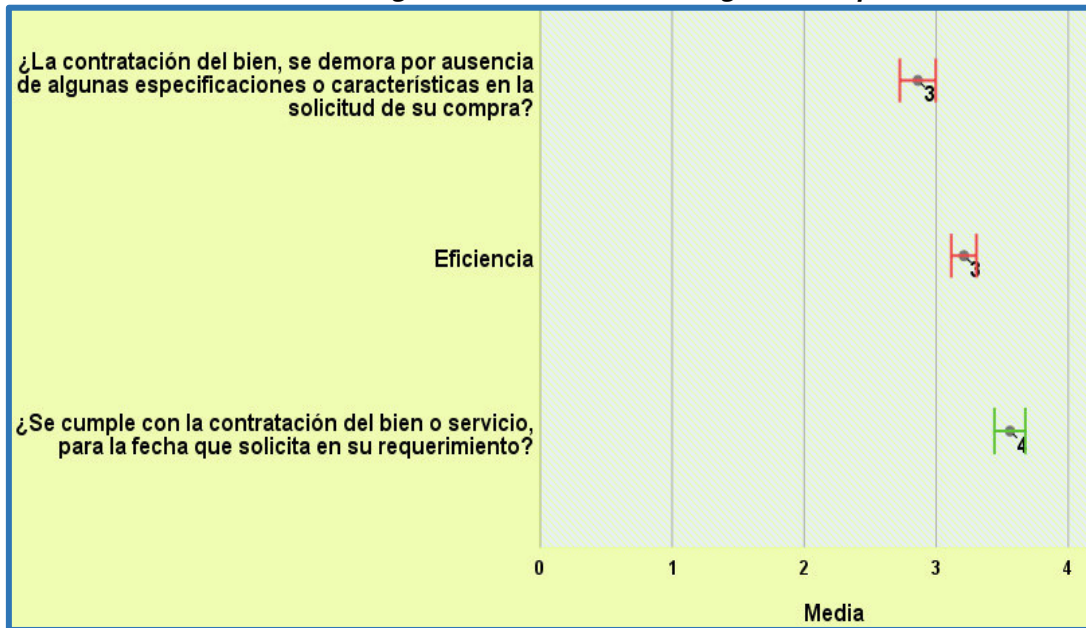 ¿La contratación del bien, se demora por ausencia
de algunas especificaciones o características en la
solicitud de su compra?
3
Eficiencia
3
¿Se cumple con la contratación del bien o servicio,
para la fecha que solicita en su requerimiento?
4
0 1 2 3 4
Media